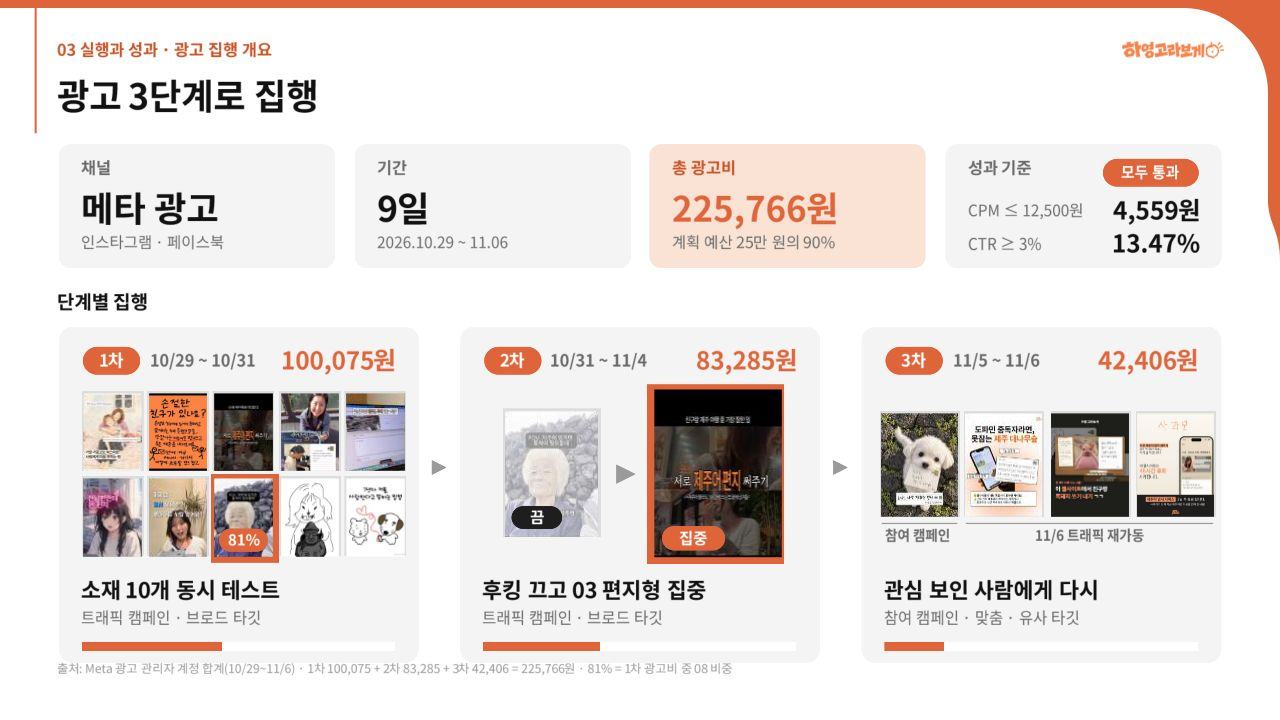 03 실행과 성과 · 광고 집행 개요
하영고라보게
광고 3단계로 집행
채널
메타 광고
인스타그램 · 페이스북
기간
9일
2026.10.29 ~ 11.06
총 광고비
225,766원
계획 예산 25만 원의 90%
성과 기준
모두 통과
CPM ≤ 12,500원
4,559원
CTR ≥ 3%
13.47%
단계별 집행
1차
10/29 ~ 10/31
100,075원
손절한
친구가 있나요?
81%
소재 10개 동시 테스트
트래픽 캠페인 · 브로드 타깃
2차
10/31 ~ 11/4
83,285원
끔
서로 제주어편지 써주기
집중
후킹 끄고 03 편지형 집중
트래픽 캠페인 · 브로드 타깃
3차
11/5 ~ 11/6
42,406원
도파민 중독자라면,
못참는 제주 대나무숲
참여 캠페인
11/6 트래픽 재가동
관심 보인 사람에게 다시
참여 캠페인 · 맞춤 · 유사 타깃
출처: Meta 광고 관리자 계정 합계(10/29~11/6) · 1차 100,075 + 2차 83,285 + 3차 42,406 = 225,766원 · 81% = 1차 광고비 중 08 비중